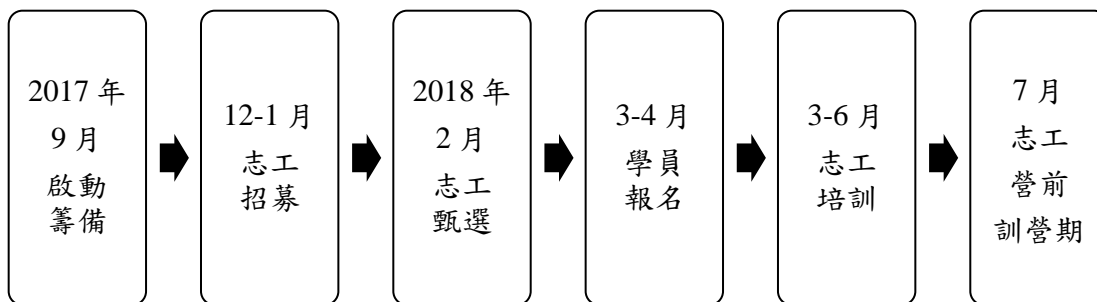 2017 年
9 月
啟動
籌備
12-1 月
志工
招募
2018 年
2 月
志工
甄選
3-4 月
學員
報名
3-6 月
志工
培訓
7 月
志工
營前
訓營期